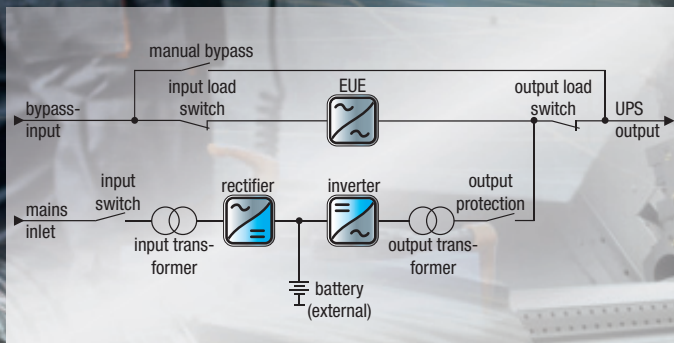 manual bypass
input load
switch
EUE
output load
switch
bypass-
input
UPS
output
input
switch
rectifier
inverter
output
protection
mains
inlet
input trans-
former
output trans-
former
battery
(external)